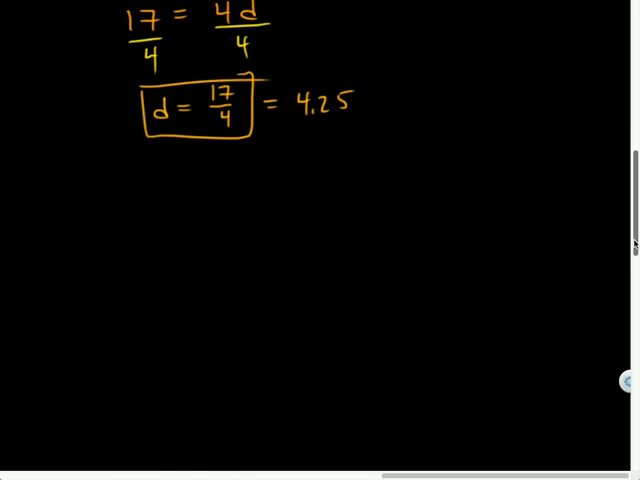 17/4 = 4d/4
d = 17/4 = 4.25